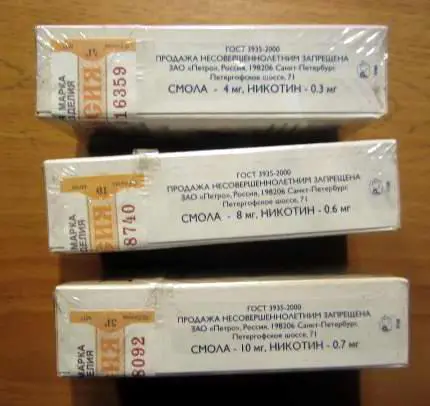 ГОСТ 3935-2000
ПРОДАЖА НЕСОВЕРШЕННОЛЕТНИМ ЗАПРЕЩЕНА
ЗАО «Петро», Россия, 198206 Санкт-Петербург
Петергофское шоссе, 71
СМОЛА - 4 мг, НИКОТИН - 0.3 мг
МАРКА
16359
ГОСТ 3935-2000
ПРОДАЖА НЕСОВЕРШЕННОЛЕТНИМ ЗАПРЕЩЕНА
ЗАО «Петро», Россия, 198206 Санкт-Петербург
Петергофское шоссе, 71
СМОЛА - 8 мг, НИКОТИН - 0.6 мг
МАРКА
8740
ГОСТ 3935-2000
ПРОДАЖА НЕСОВЕРШЕННОЛЕТНИМ ЗАПРЕЩЕНА
ЗАО «Петро», Россия, 198206 Санкт-Петербург
Петергофское шоссе, 71
СМОЛА - 10 мг, НИКОТИН - 0.7 мг
МАРКА
8092